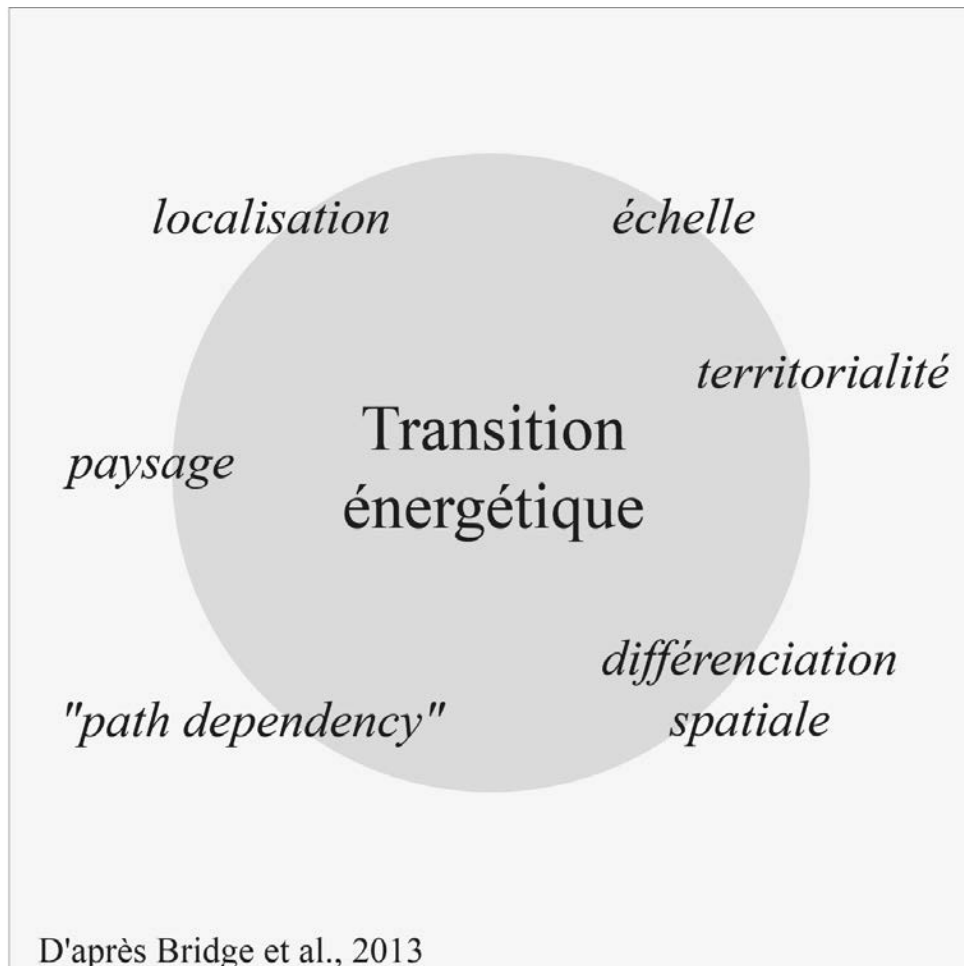 localisation
échelle
territorialité
Transition
énergétique
paysage
différenciation
spatiale
"path dependency"
D'après Bridge et al., 2013